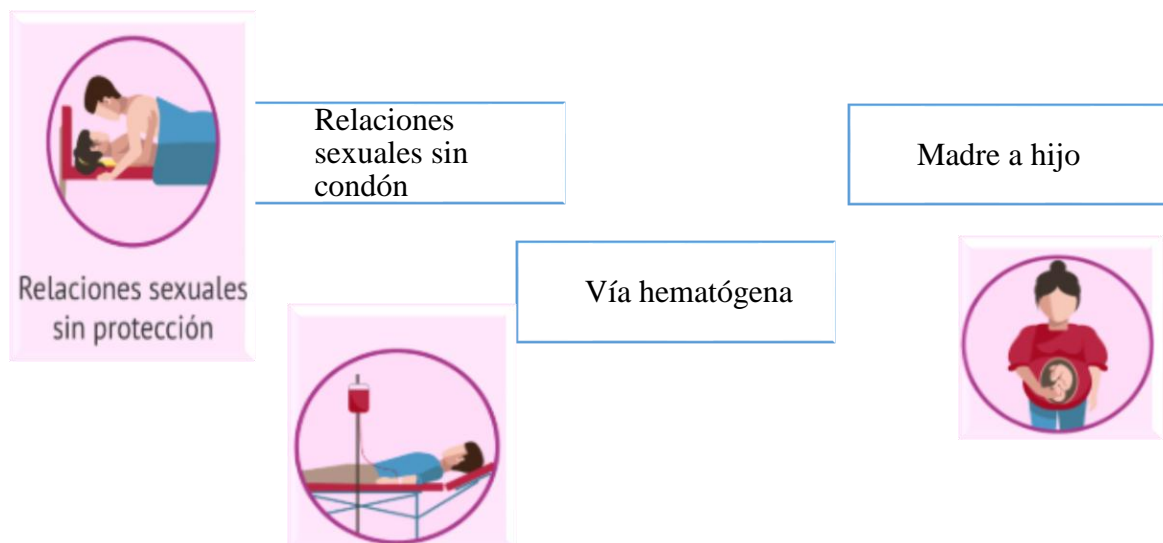 Relaciones
sexuales sin
condón
Madre a hijo
Relaciones sexuales
sin protección
Vía hematógena